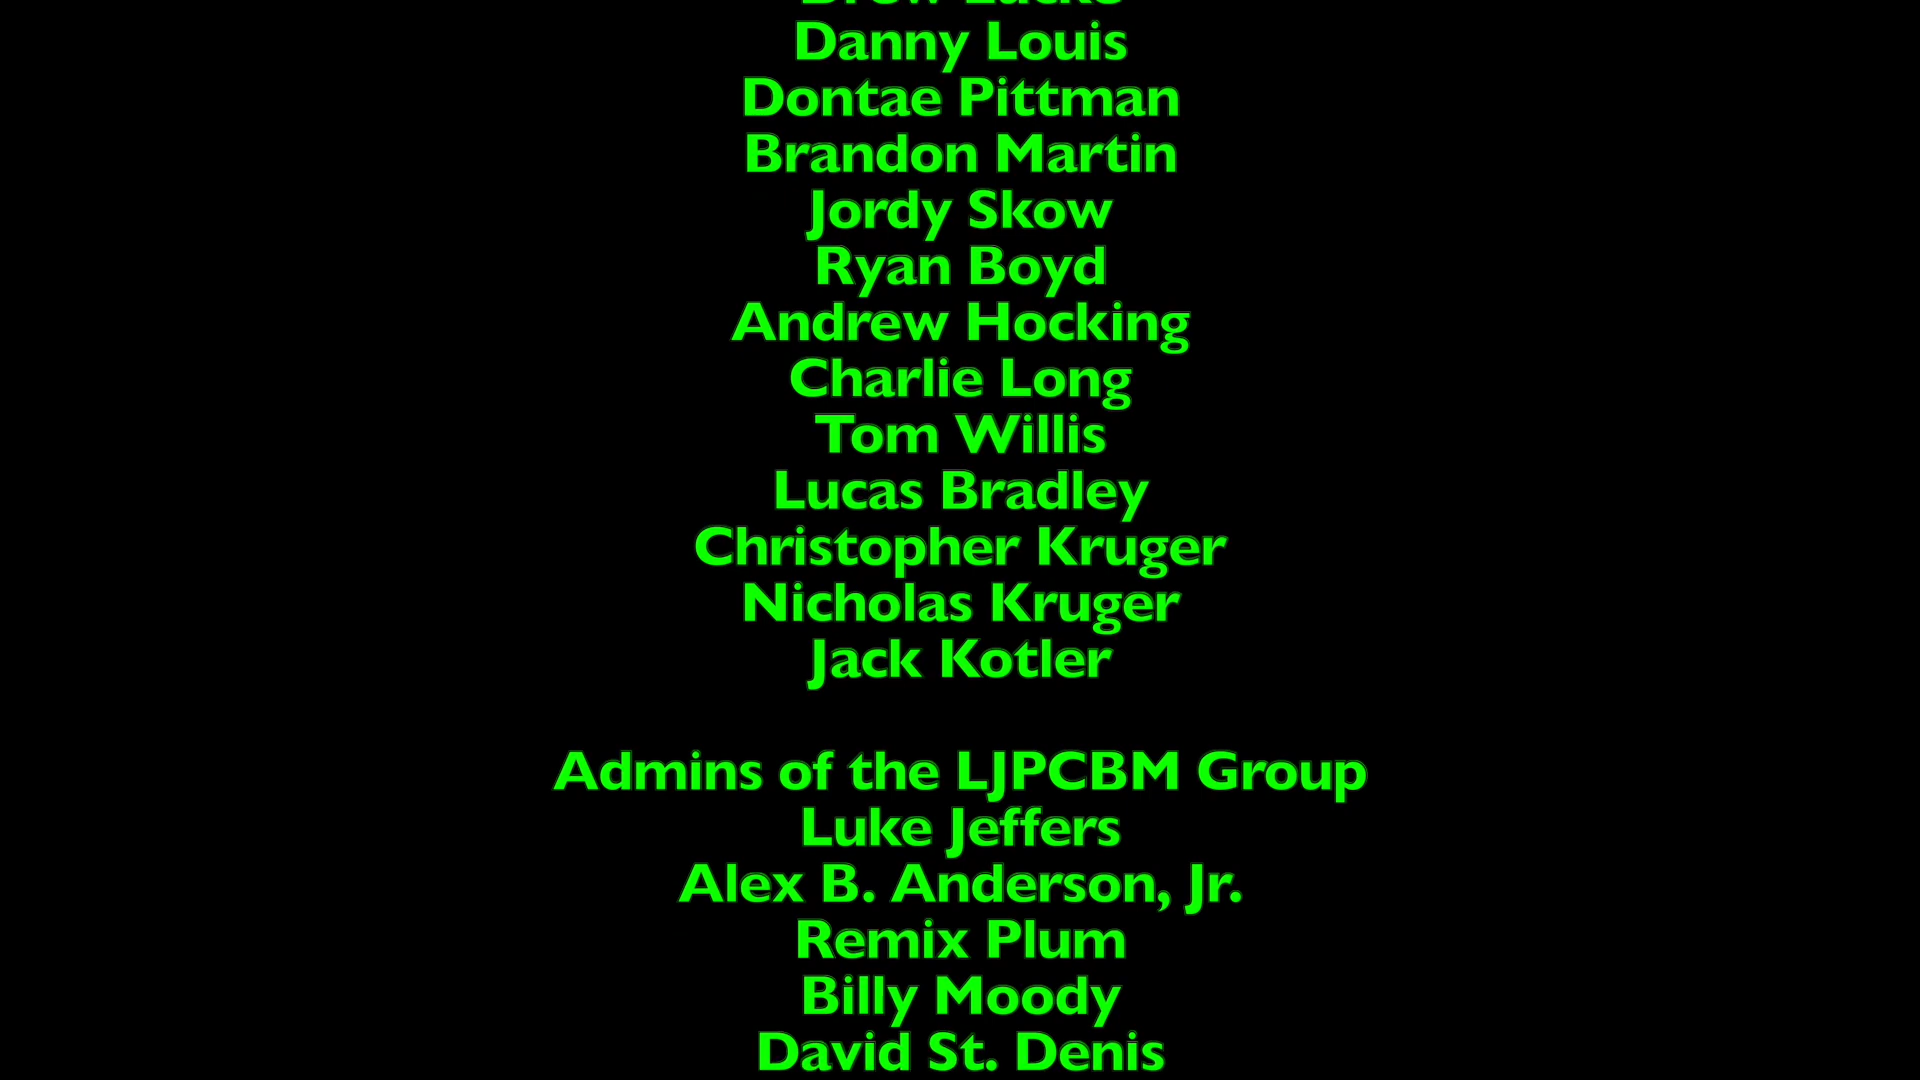 Danny Louis
Dontae Pittman
Brandon Martin
Jordy Skow
Ryan Boyd
Andrew Hocking
Charlie Long
Tom Willis
Lucas Bradley
Christopher Kruger
Nicholas Kruger
Jack Kotler
Admins of the LJPCBM Group
Luke Jeffers
Alex B. Anderson, Jr.
Remix Plum
Billy Moody
David St. Denis